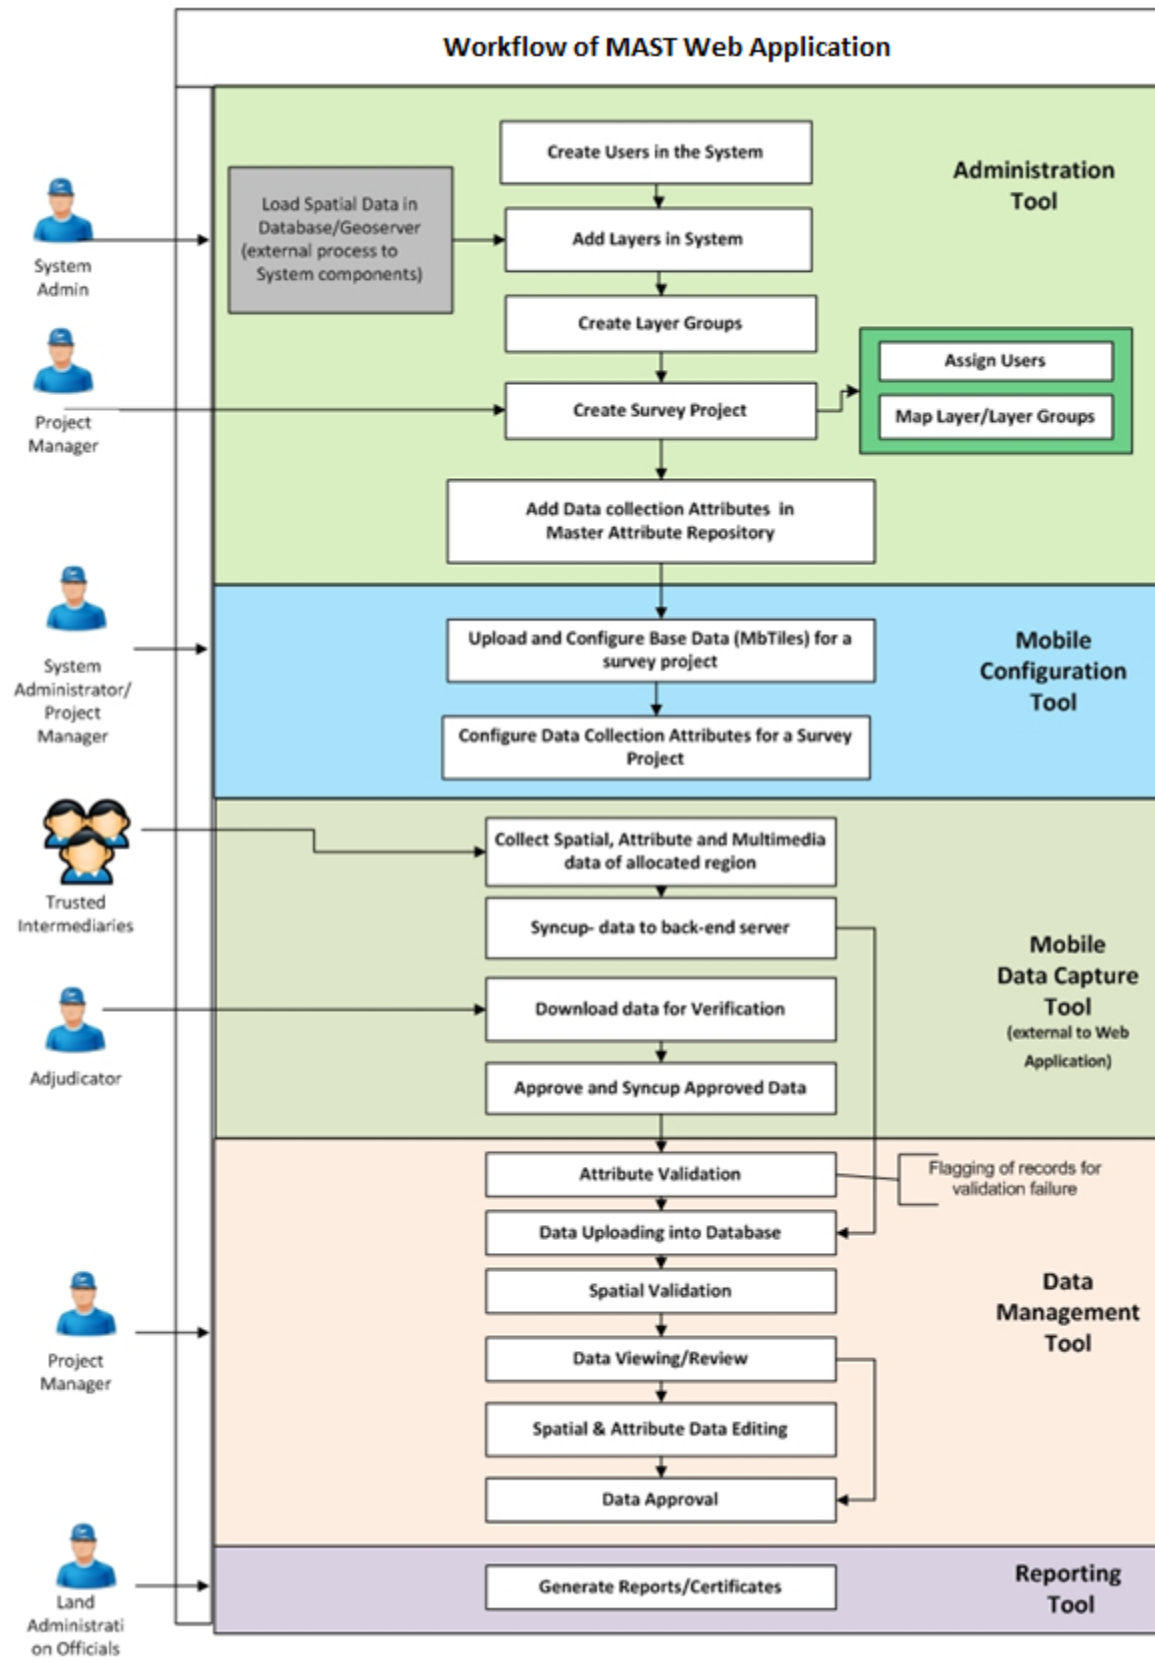 Workflow of MAST Web Application
Create Users in the System
Administration
Tool
Load Spatial Data in
Database/Geoserver
(external process to
System components)
Add Layers in System
System
Admin
Create Layer Groups
Assign Users
Create Survey Project
Map Layer/Layer Groups
Project
Manager
Add Data collection Attributes in
Master Attribute Repository
Upload and Configure Base Data (MbTiles) for a
survey project
Mobile
Configuration
Tool
System
Administrator/
Project
Manager
Configure Data Collection Attributes for a Survey
Project
Collect Spatial, Attribute and Multimedia
data of allocated region
Trusted
Intermediaries
Syncup- data to back-end server
Mobile
Data Capture
Tool
(external to Web
Application)
Download data for Verification
Adjudicator
Approve and Syncup Approved Data
Attribute Validation
Flagging of records for
validation failure
Data Uploading into Database
Spatial Validation
Data
Management
Tool
Data Viewing/Review
Project
Manager
Spatial & Attribute Data Editing
Data Approval
Generate Reports/Certificates
Reporting
Tool
Land
Administrati
on Officials